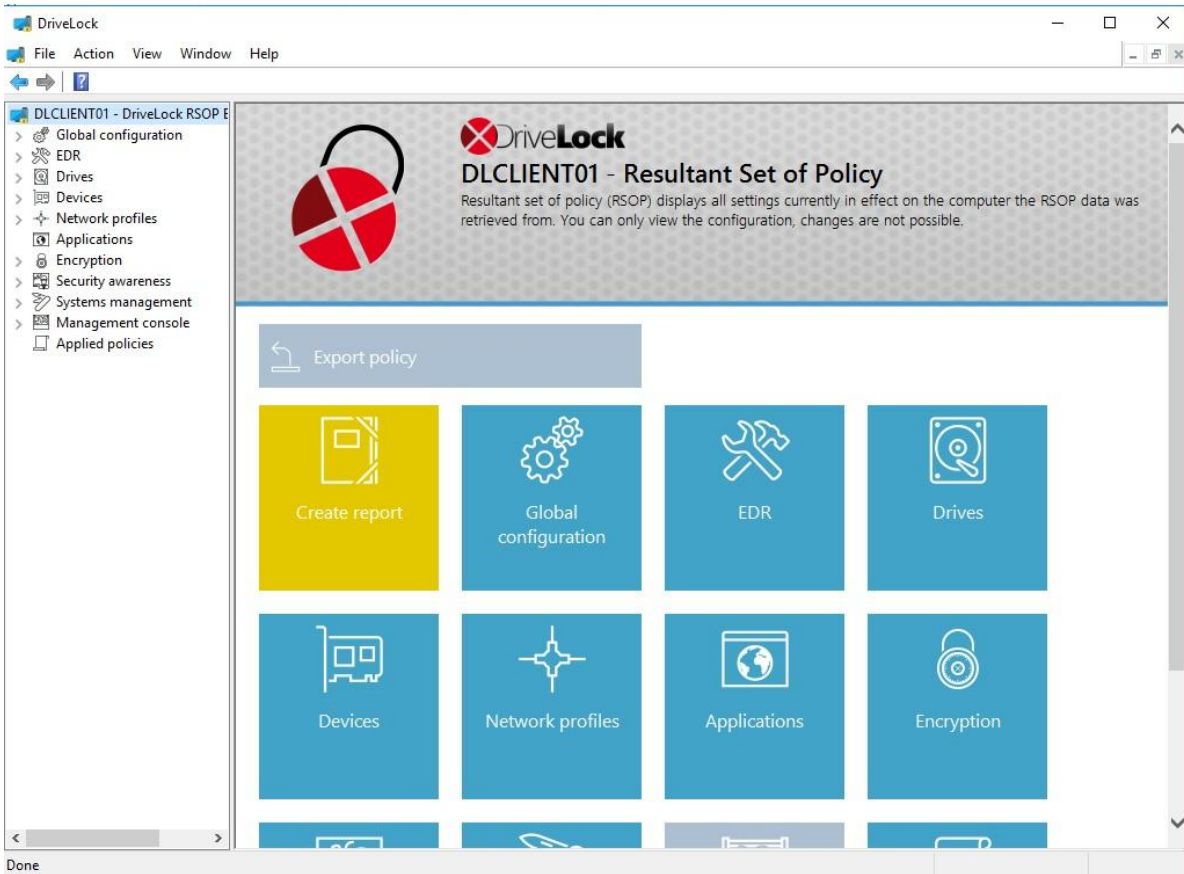 DriveLock
File Action View Window Help
DLCLIENT01 - DriveLock RSOP E
Global configuration
EDR
Drives
Devices
Network profiles
Applications
Encryption
Security awareness
Systems management
Management console
Applied policies
DriveLock
DLCLIENT01 - Resultant Set of Policy
Resultant set of policy (RSOP) displays all settings currently in effect on the computer the RSOP data was
retrieved from. You can only view the configuration, changes are not possible.
Export policy
Create report
Global
configuration
EDR
Drives
Devices
Network profiles
Applications
Encryption
Done